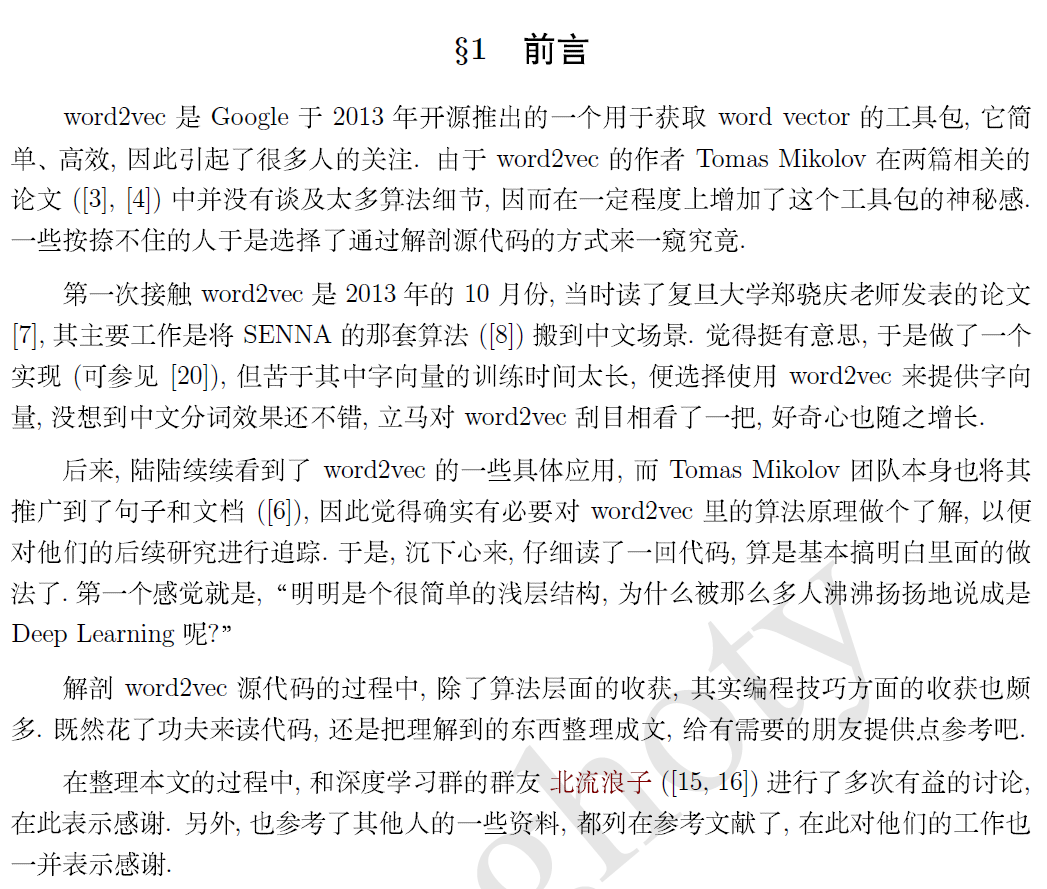 §1 前言
word2vec 是 Google 于 2013 年开源推出的一个用于获取 word vector 的工具包, 它简
单、高效, 因此引起了很多人的关注. 由于 word2vec 的作者 Tomas Mikolov 在两篇相关的
论文 ([3], [4]) 中并没有谈及太多算法细节, 因而在一定程度上增加了这个工具包的神秘感.
一些按捺不住的人于是选择了通过解剖源代码的方式来一窥究竟.
第一次接触 word2vec 是 2013 年的 10 月份, 当时读了复旦大学郑骁庆老师发表的论文
[7], 其主要工作是将 SENNA 的那套算法 ([8]) 搬到中文场景. 觉得挺有意思, 于是做了一个
实现 (可参见 [20]), 但苦于其中字向量的训练时间太长, 便选择使用 word2vec 来提供字向
量, 没想到中文分词效果还不错, 立马对 word2vec 刮目相看了一把, 好奇心也随之增长.
后来, 陆陆续续看到了 word2vec 的一些具体应用, 而 Tomas Mikolov 团队本身也将其
推广到了句子和文档 ([6]), 因此觉得确实有必要对 word2vec 里的算法原理做个了解, 以便
对他们的后续研究进行追踪. 于是, 沉下心来, 仔细读了一回代码, 算是基本搞明白里面的做
法了. 第一个感觉就是, “明明是个很简单的浅层结构, 为什么被那么多人沸沸扬扬地说成是
Deep Learning 呢?”
解剖 word2vec 源代码的过程中, 除了算法层面的收获, 其实编程技巧方面的收获也颇
多. 既然花了功夫来读代码, 还是把理解到的东西整理成文, 给有需要的朋友提供点参考吧.
在整理本文的过程中, 和深度学习群的群友 北流浪子 ([15, 16]) 进行了多次有益的讨论,
在此表示感谢. 另外, 也参考了其他人的一些资料, 都列在参考文献了, 在此对他们的工作也
一并表示感谢.
ghoty